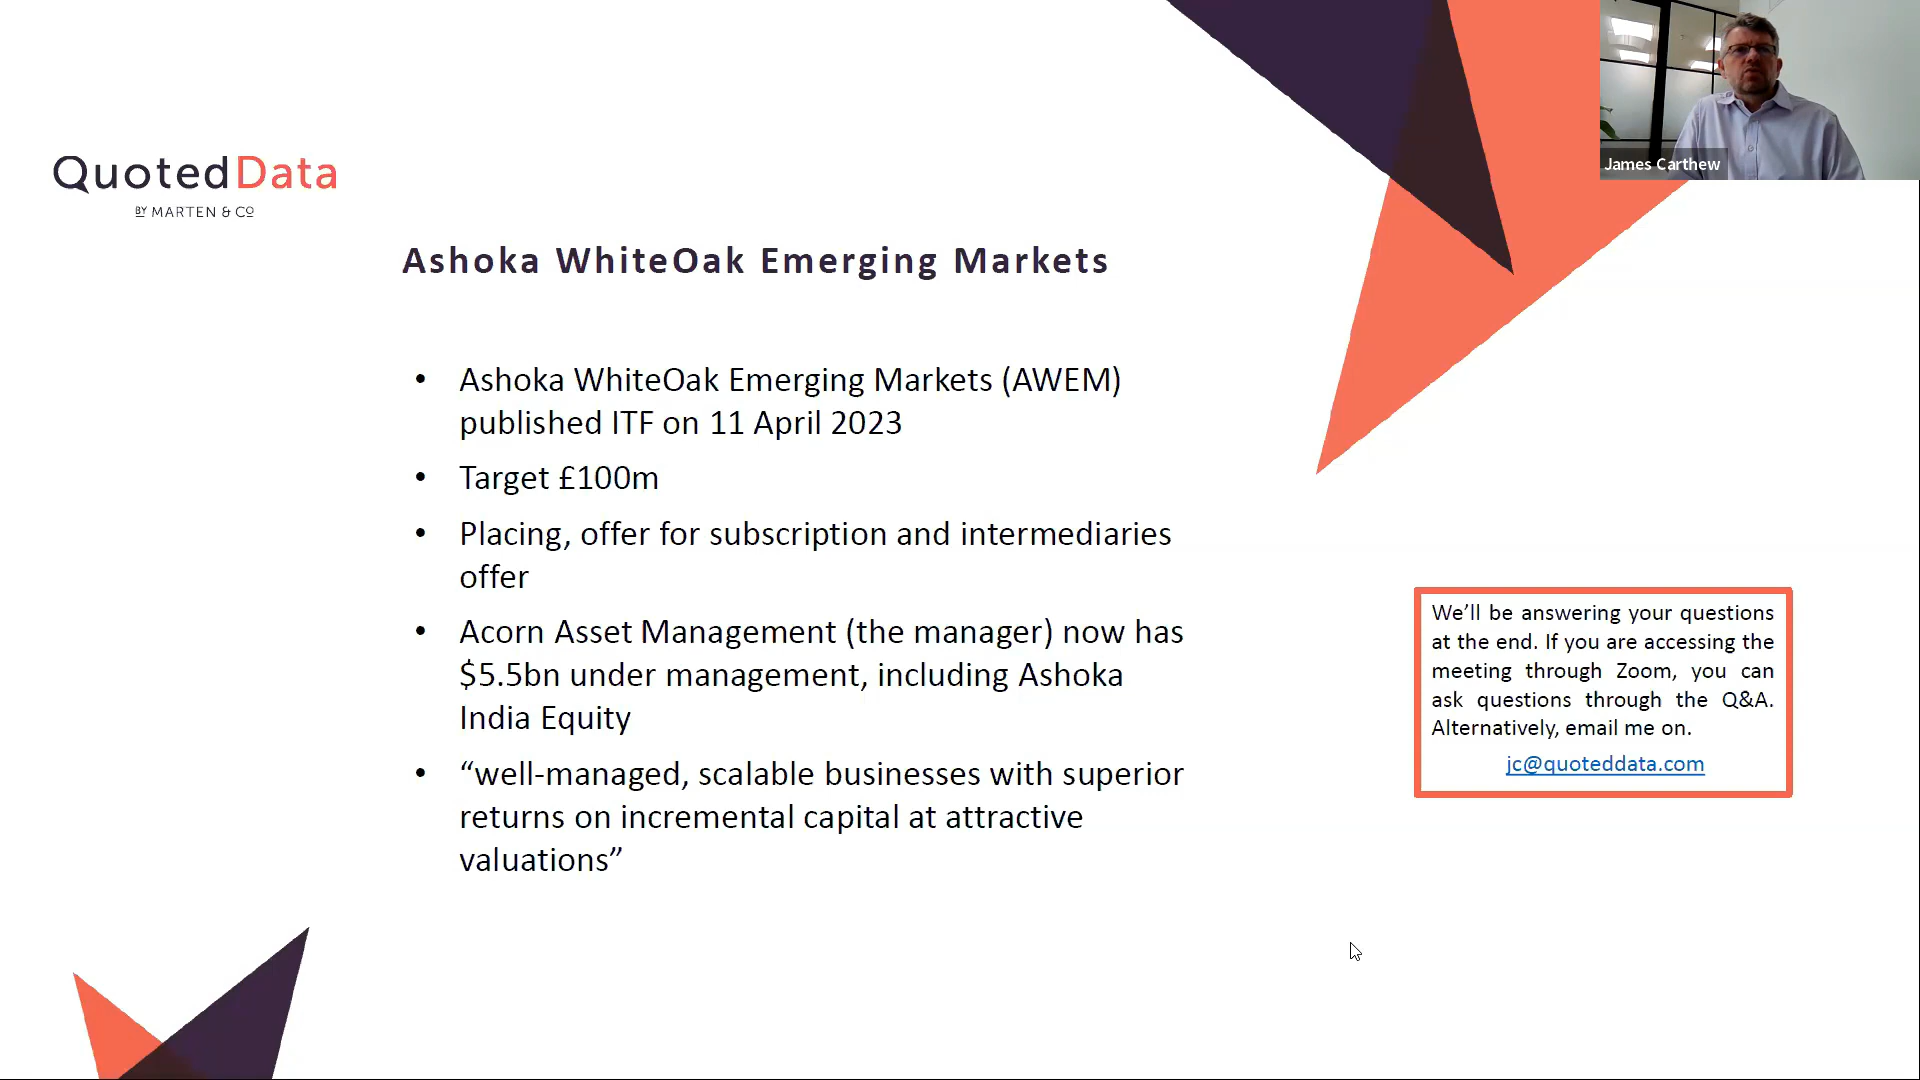 James Carthew
QuotedData
BY MARTEN & CO
Ashoka WhiteOak Emerging Markets
• Ashoka WhiteOak Emerging Markets (AWEM)
published ITF on 11 April 2023
• Target £100m
• Placing, offer for subscription and intermediaries
offer
• Acorn Asset Management (the manager) now has
$5.5bn under management, including Ashoka
India Equity
• “well-managed, scalable businesses with superior
returns on incremental capital at attractive
valuations”
We’ll be answering your questions
at the end. If you are accessing the
meeting through Zoom, you can
ask questions through the Q&A.
Alternatively, email me on.
jc@quoteddata.com